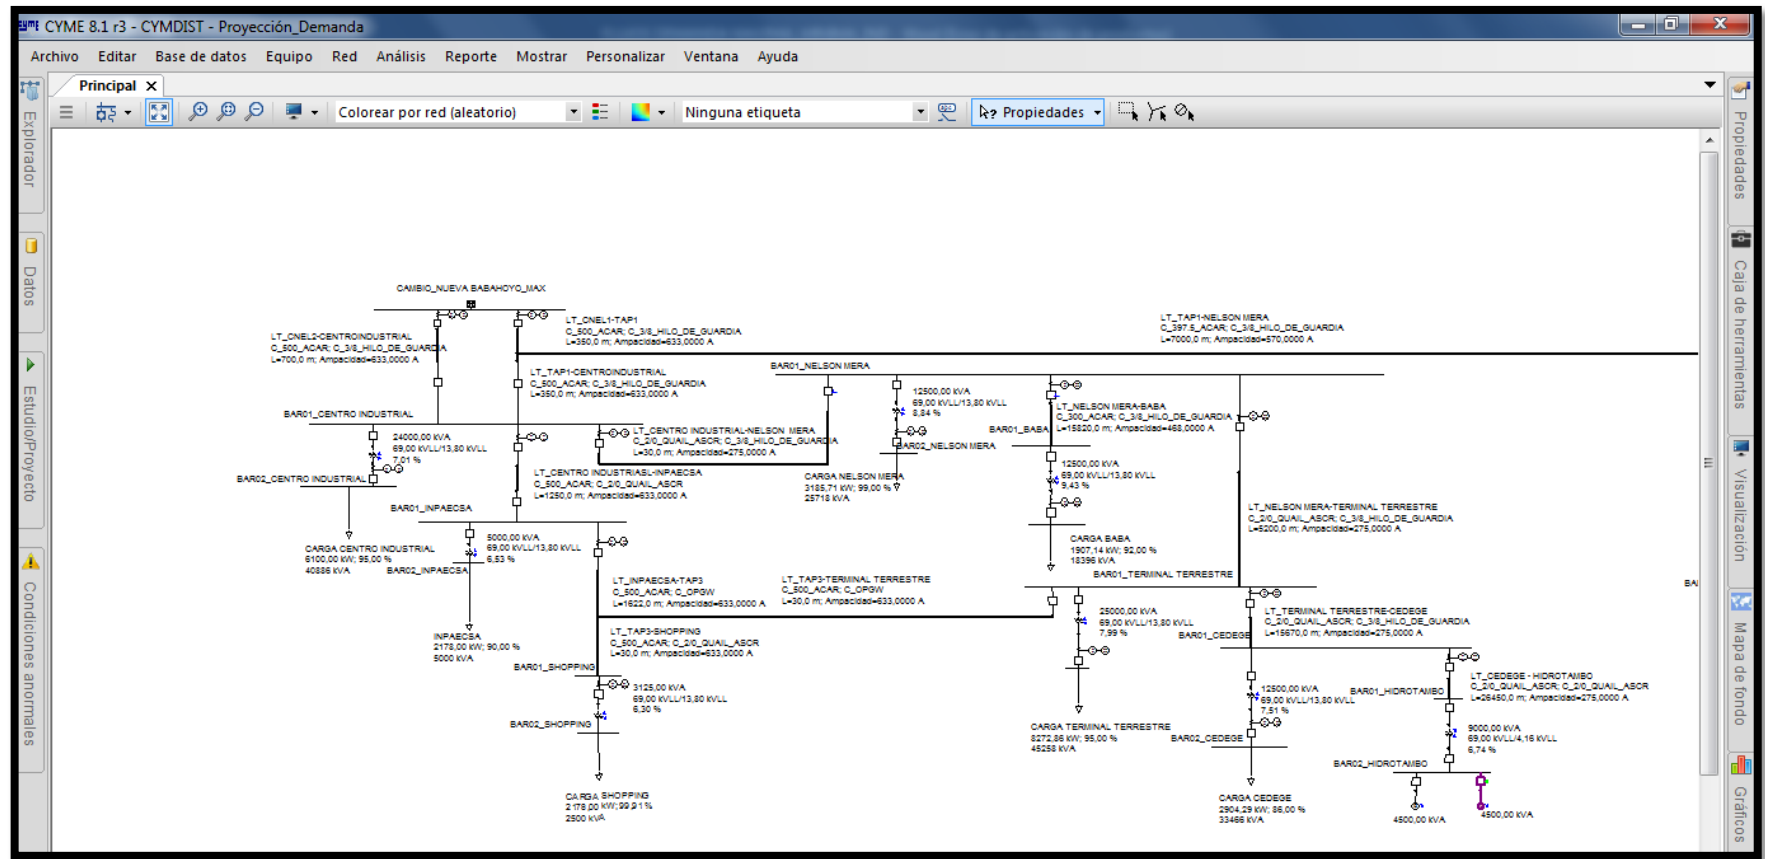 CYME 8.1 r3 - CYMDIST - Proyección_Demanda
Archivo Editar Base de datos Equipo Red Análisis Reporte Mostrar Personalizar Ventana Ayuda
Principal
Colorear por red (aleatorio)
Ninguna etiqueta
Propiedades
Explorador
Datos
Estudio/Proyecto
Condiciones anormales
CAMBIO_NUEVA BABAHOYO_MAX
LT_CNEL2-CENTROINDUSTRIAL
C_500_ACAR; C_3/8_HILO_DE_GUARDIA
L=700,0 m; Ampacidad=633,0000 A
LT_CNEL1-TAP1
C_500_ACAR; C_3/8_HILO_DE_GUARDIA
L=350,0 m; Ampacidad=633,0000 A
LT_TAP1-NELSON MERA
C_397.5_ACAR; C_3/8_HILO_DE_GUARDIA
L=7000,0 m; Ampacidad=570,0000 A
LT_TAP1-CENTROINDUSTRIAL
C_500_ACAR; C_3/8_HILO_DE_GUARDIA
L=350,0 m; Ampacidad=633,0000 A
BAR01_NELSON MERA
12500,00 kVA
69,00 kVLL/13,80 kVLL
8,84 %
LT_NELSON MERA-BABA
C_300_ACAR; C_3/8_HILO_DE_GUARDIA
L=15820,0 m; Ampacidad=468,0000 A
BAR01_CENTRO INDUSTRIAL
24000,00 kVA
69,00 kVLL/13,80 kVLL
7,01 %
LT_CENTRO INDUSTRIAL-NELSON MERA
C_2/0_QUAIL_ASCR; C_3/8_HILO_DE_GUARDIA
L=30,0 m; Ampacidad=275,0000 A
BAR01_BABA
BAR02_NELSON MERA
12500,00 kVA
69,00 kVLL/13,80 kVLL
9,43 %
BAR02_CENTRO INDUSTRIAL
LT_CENTRO INDUSTRIASL-INPAECSA
C_500_ACAR; C_2/0_QUAIL_ASCR
L=1250,0 m; Ampacidad=633,0000 A
CARGA NELSON MERA
3185,71 kW; 99,00 %
25718 kVA
BAR01_INPAECSA
LT_NELSON MERA-TERMINAL TERRESTRE
C_2/0_QUAIL_ASCR; C_3/8_HILO_DE_GUARDIA
L=5200,0 m; Ampacidad=275,0000 A
5000,00 kVA
69,00 kVLL/13,80 kVLL
6,53 %
CARGA CENTRO INDUSTRIAL
6100,00 kW; 95,00 %
40886 kVA
BAR02_INPAECSA
CARGA BABA
1907,14 kW; 92,00 %
18396 kVA
BAR01_TERMINAL TERRESTRE
LT_INPAECSA-TAP3
C_500_ACAR; C_OPGW
L=1622,0 m; Ampacidad=633,0000 A
LT_TAP3-TERMINAL TERRESTRE
C_500_ACAR; C_OPGW
L=30,0 m; Ampacidad=633,0000 A
25000,00 kVA
69,00 kVLL/13,80 kVLL
7,99 %
LT_TERMINAL TERRESTRE-CEDEGE
C_2/0_QUAIL_ASCR; C_3/8_HILO_DE_GUARDIA
L=15670,0 m; Ampacidad=275,0000 A
INPAECSA
2178,00 kW; 90,00 %
5000 kVA
LT_TAP3-SHOPPING
C_500_ACAR; C_2/0_QUAIL_ASCR
L=30,0 m; Ampacidad=633,0000 A
BAR01_CEDEGE
BAR01_SHOPPING
3125,00 kVA
69,00 kVLL/13,80 kVLL
6,30 %
12500,00 kVA
69,00 kVLL/13,80 kVLL
7,51 %
BAR01_HIDROTAMBO
LT_CEDEGE - HIDROTAMBO
C_2/0_QUAIL_ASCR; C_2/0_QUAIL_ASCR
L=26450,0 m; Ampacidad=275,0000 A
BAR02_SHOPPING
CARGA TERMINAL TERRESTRE
8272,86 kW; 95,00 %
45258 kVA
BAR02_CEDEGE
9000,00 kVA
69,00 kVLL/4,16 kVLL
6,74 %
BAR02_HIDROTAMBO
CARGA SHOPPING
2178,00 kW; 99,91 %
2500 kVA
CARGA CEDEGE
2904,29 kW; 86,00 %
33466 kVA
4500,00 kVA
4500,00 kVA
Propiedades
Caja de herramientas
Visualización
Mapa de fondo
Gráficos